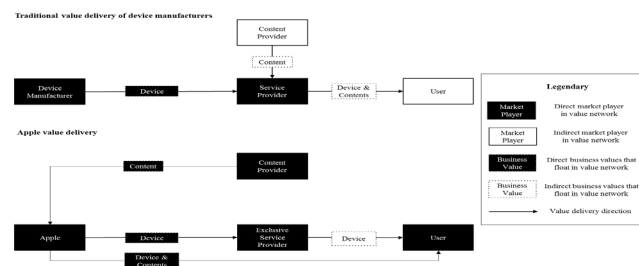 Traditional value delivery of device manufacturers
Content
Provider
Content
Device
Manufacturer
Device
Service
Provider
Device &
Contents
User
Apple value delivery
Content
Content
Provider
Apple
Device
Exclusive
Service
Provider
Device
User
Device &
Contents
Legendary
Market
Player
Direct market player
in value network
Market
Player
Indirect market player
in value network
Business
Value
Direct business values that
float in value network
Business
Value
Indirect business values that
float in value network
Value delivery direction